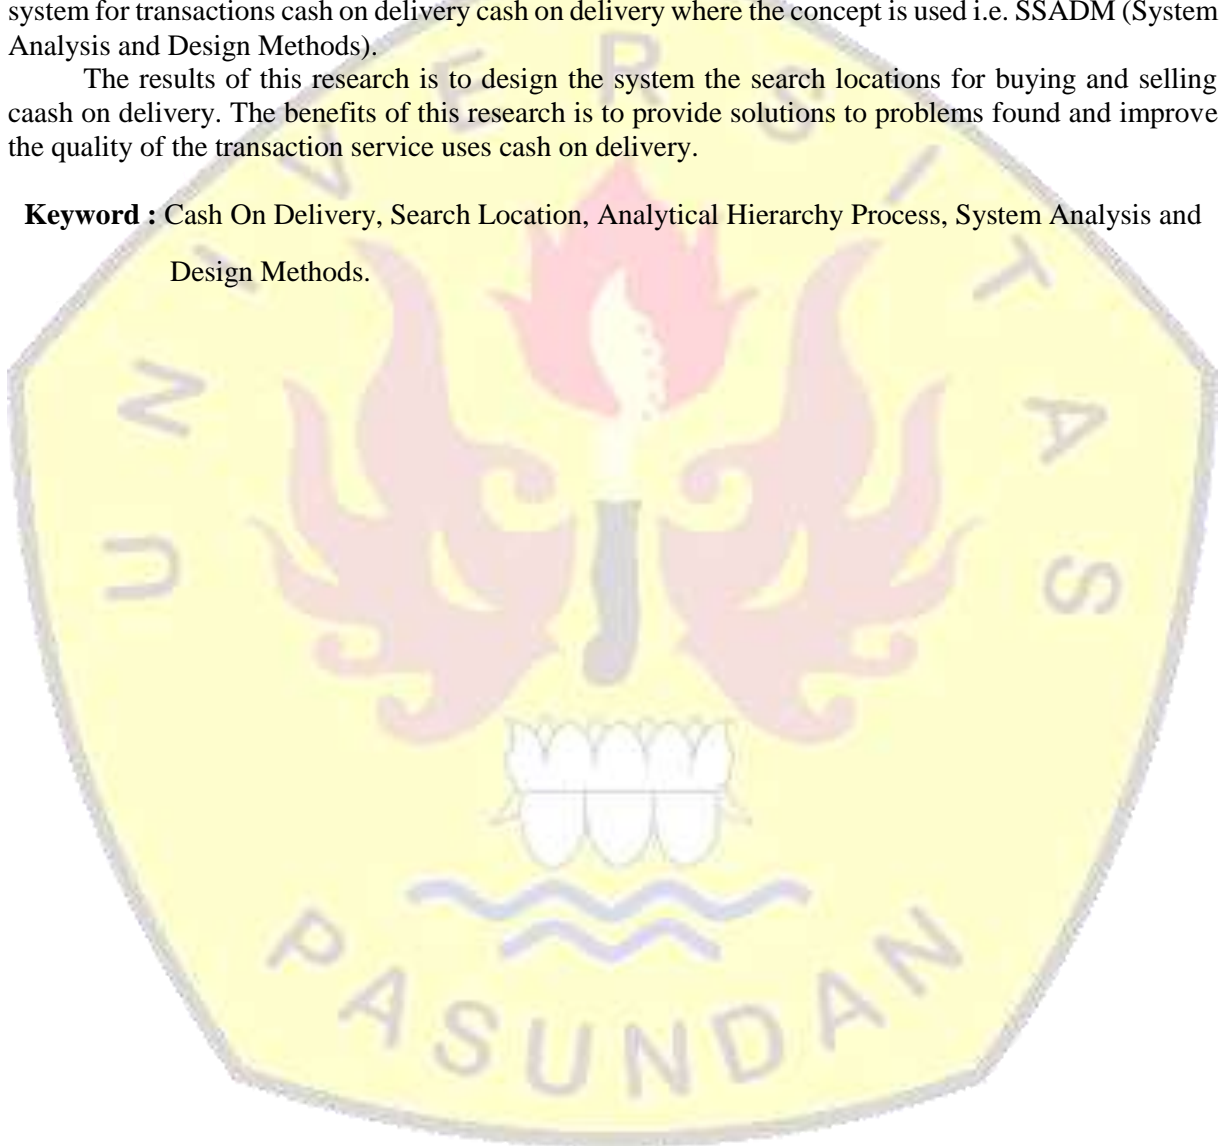 system for transactions cash on delivery cash on delivery where the concept is used i.e. SSADM (System
Analysis and Design Methods).
The results of this research is to design the system the search locations for buying and selling
caash on delivery. The benefits of this research is to provide solutions to problems found and improve
the quality of the transaction service uses cash on delivery.
Keyword : Cash On Delivery, Search Location, Analytical Hierarchy Process, System Analysis and
Design Methods.
UNIVERSITAS
PASUNDAN